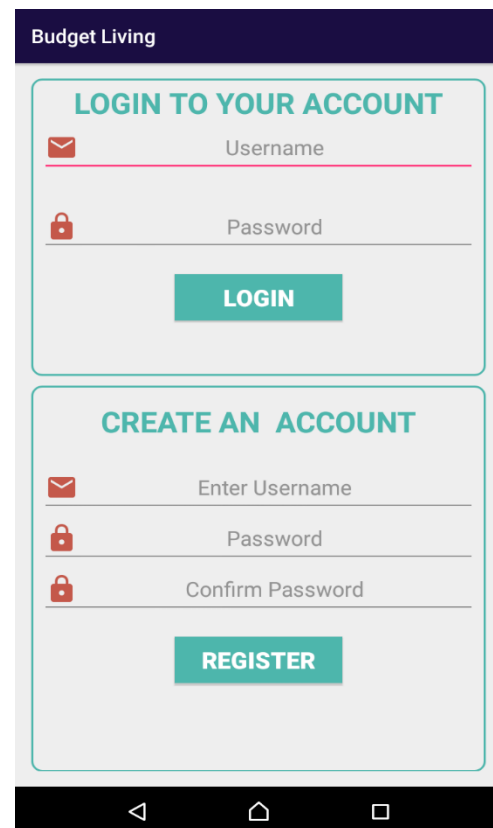 Budget Living
LOGIN TO YOUR ACCOUNT
Username
Password
LOGIN
CREATE AN  ACCOUNT
Enter Username
Password
Confirm Password
REGISTER